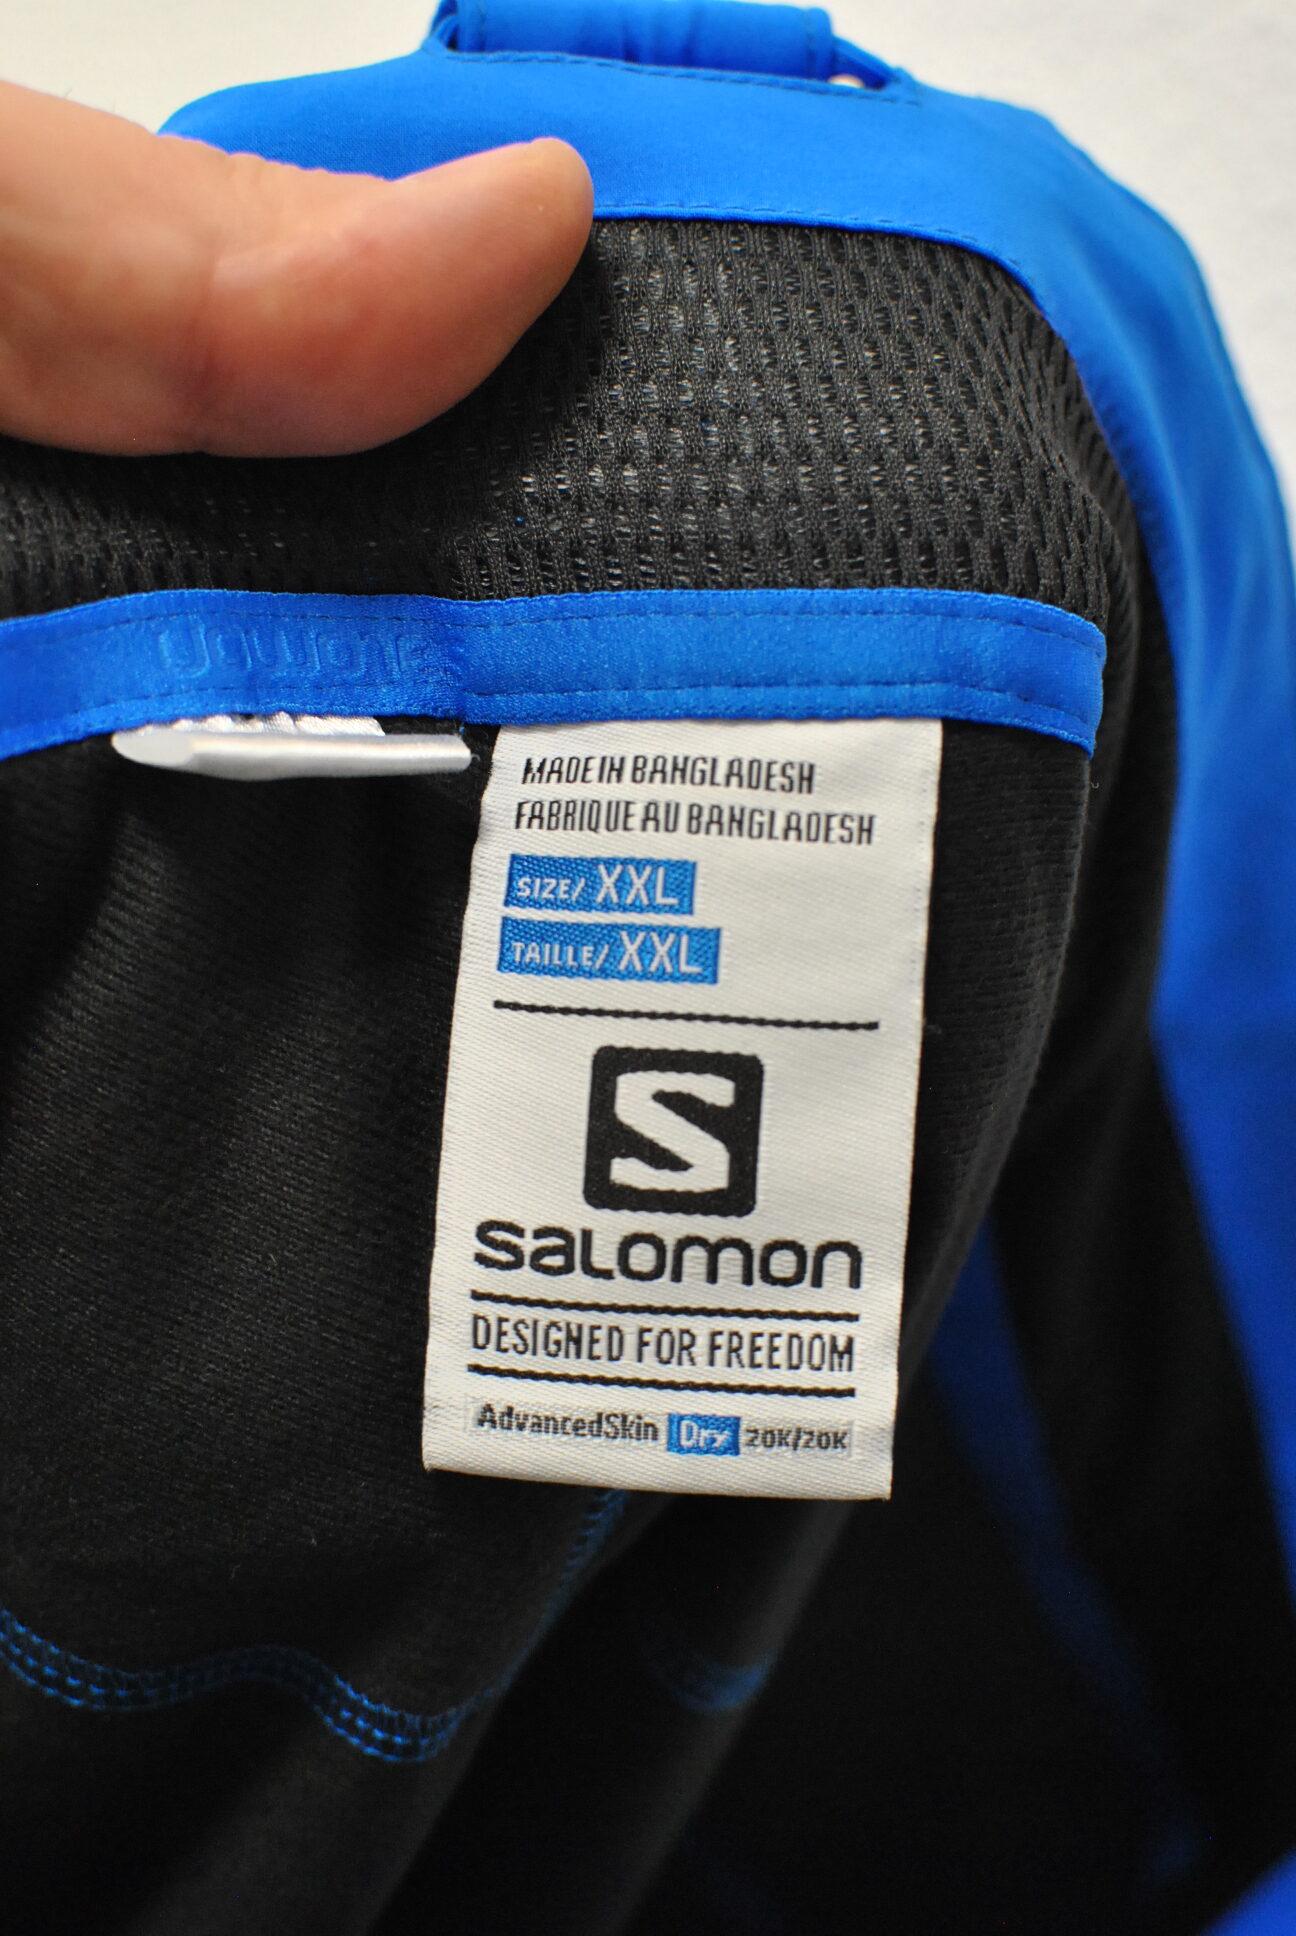 MADE IN BANGLADESH
FABRIQUE AU BANGLADESH
SIZE/ XXL
TAILLE/ XXL
S
SALOMON
DESIGNED FOR FREEDOM
AdvancedSkin Dry 20K/20K